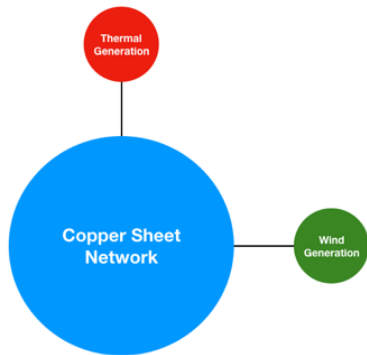 Thermal
Generation
Copper Sheet
Network
Wind
Generation